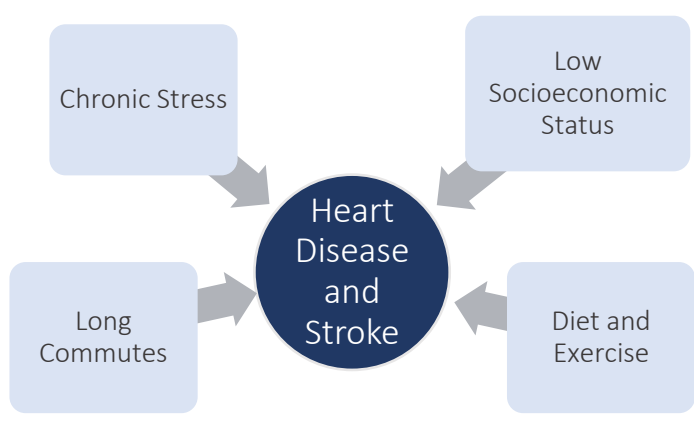 Chronic Stress
Low
Socioeconomic
Status
Heart
Disease
and
Stroke
Long
Commutes
Diet and
Exercise